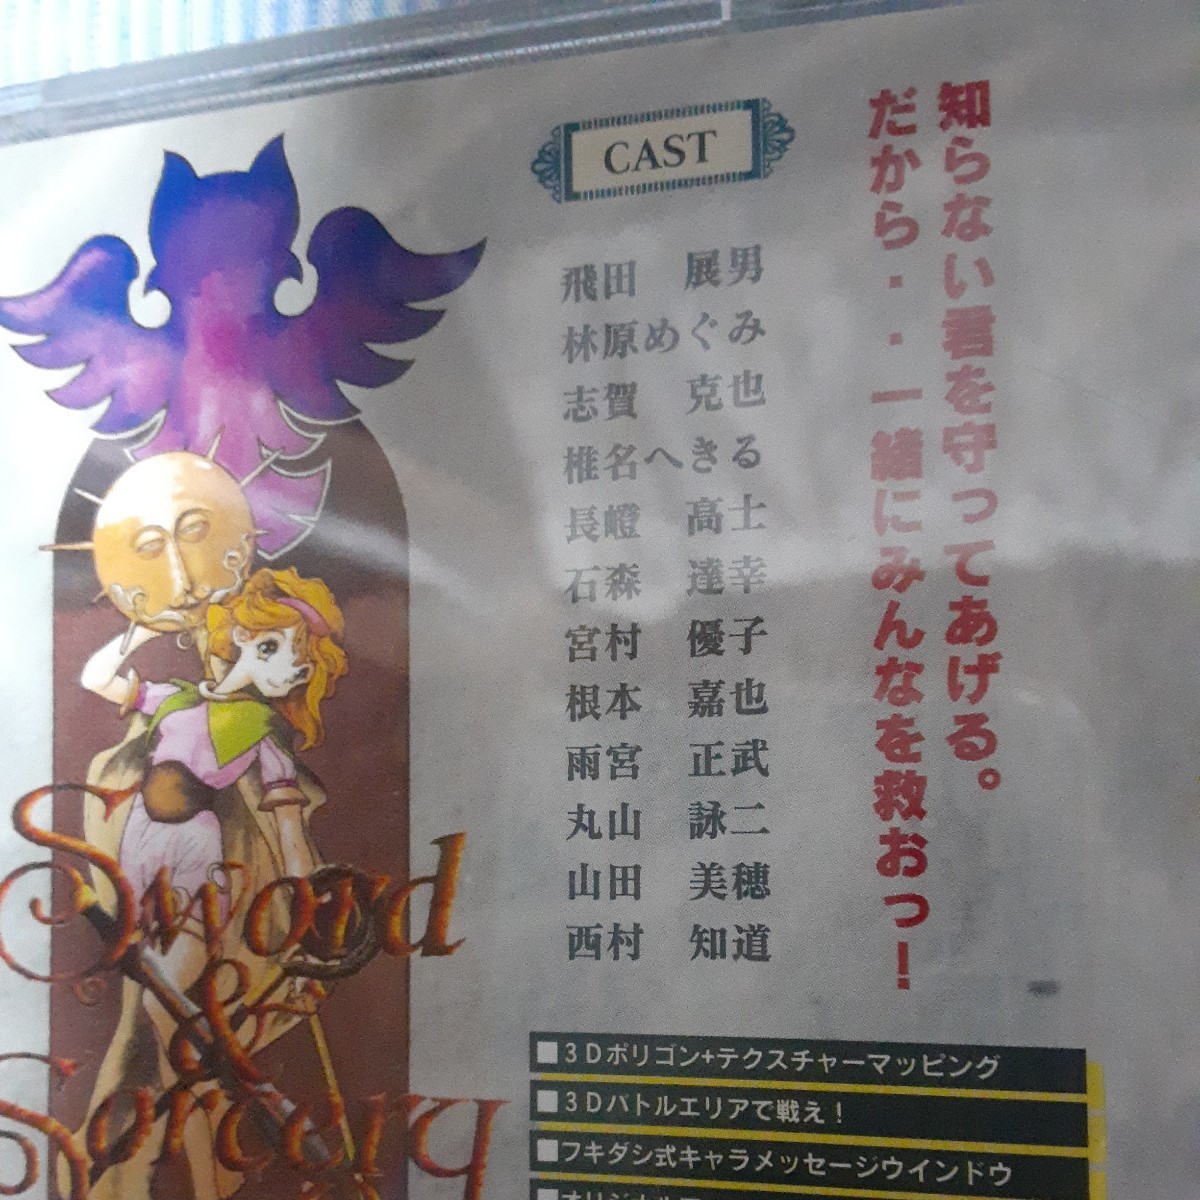 知らない君を守ってあげる。
だから・・一緒にみんなを救おっ！
CAST
飛田 展男
林原めぐみ
志賀 克也
椎名へきる
長嶝 高士
石森 達幸
宮村 優子
根本 嘉也
雨宮 正武
丸山 詠二
山田 美穂
西村 知道
Sword
&
Sorcery
■3Dポリゴン+テクスチャーマッピング
■3Dバトルエリアで戦え！
■フキダシ式キャラメッセージウインドウ